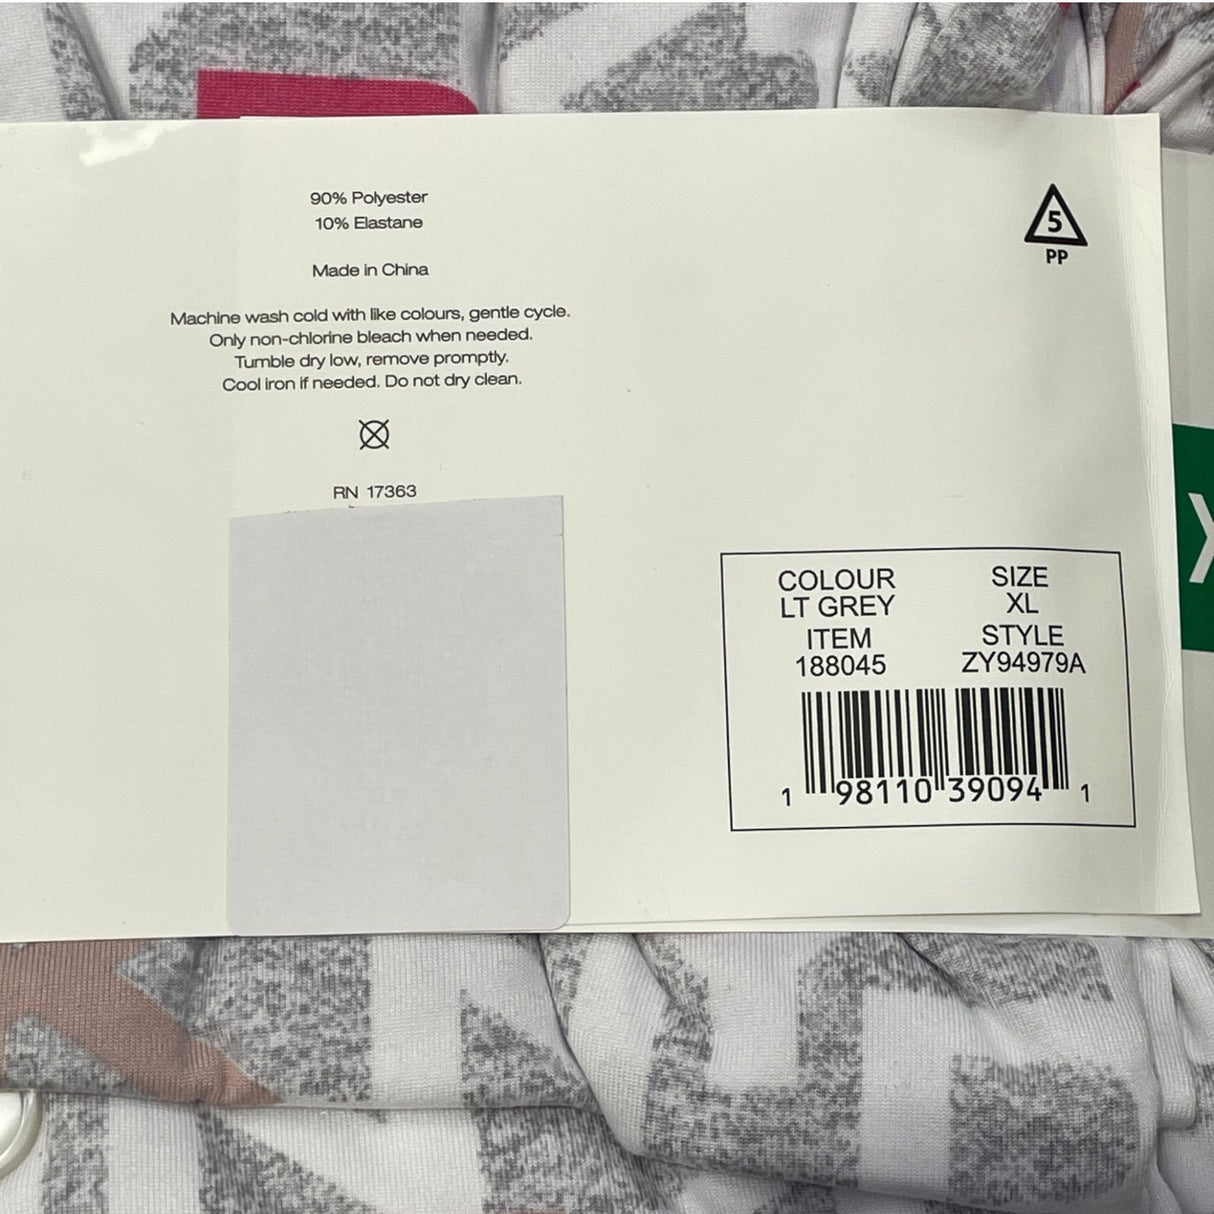 90% Polyester
10% Elastane
Made in China
Machine wash cold with like colours, gentle cycle.
Only non-chlorine bleach when needed.
Tumble dry low, remove promptly.
Cool iron if needed. Do not dry clean.
RN 17363
5
PP
COLOUR SIZE
LT GREY XL
ITEM STYLE
188045 ZY94979A
1 98110 39094 1
X